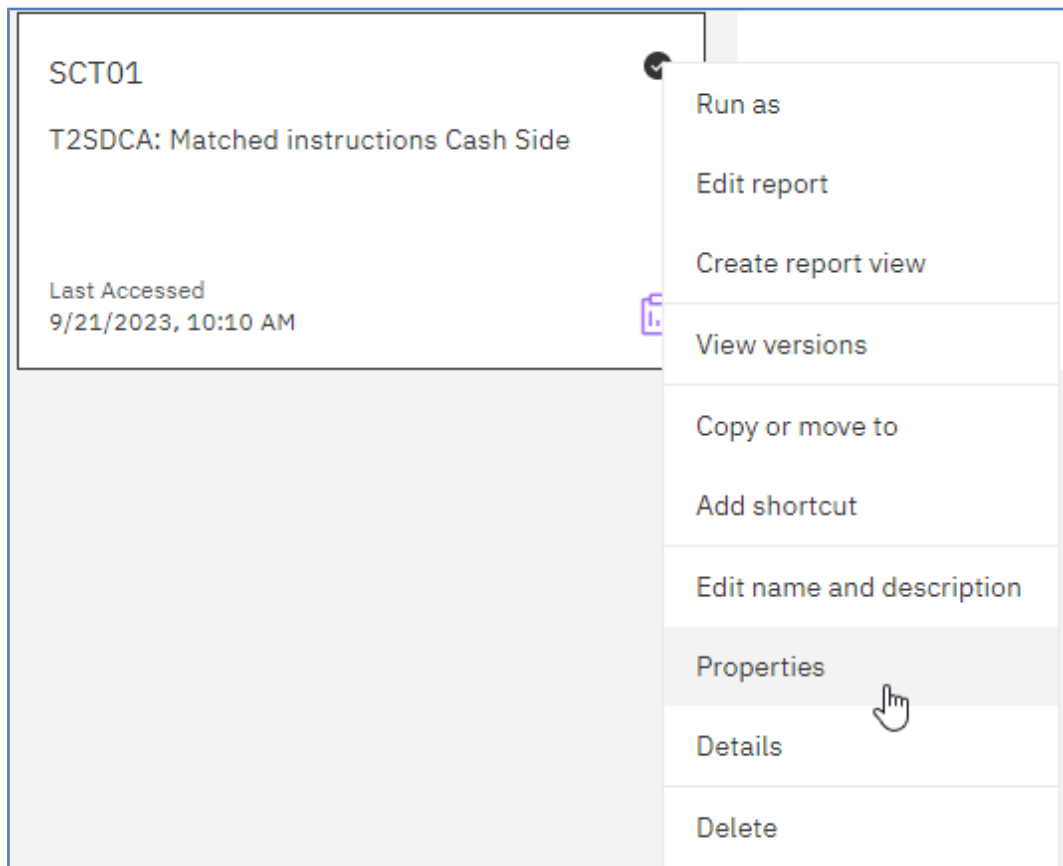 SCT01
T2SDCA: Matched instructions Cash Side
Last Accessed
9/21/2023, 10:10 AM
Run as
Edit report
Create report view
View versions
Copy or move to
Add shortcut
Edit name and description
Properties
Details
Delete